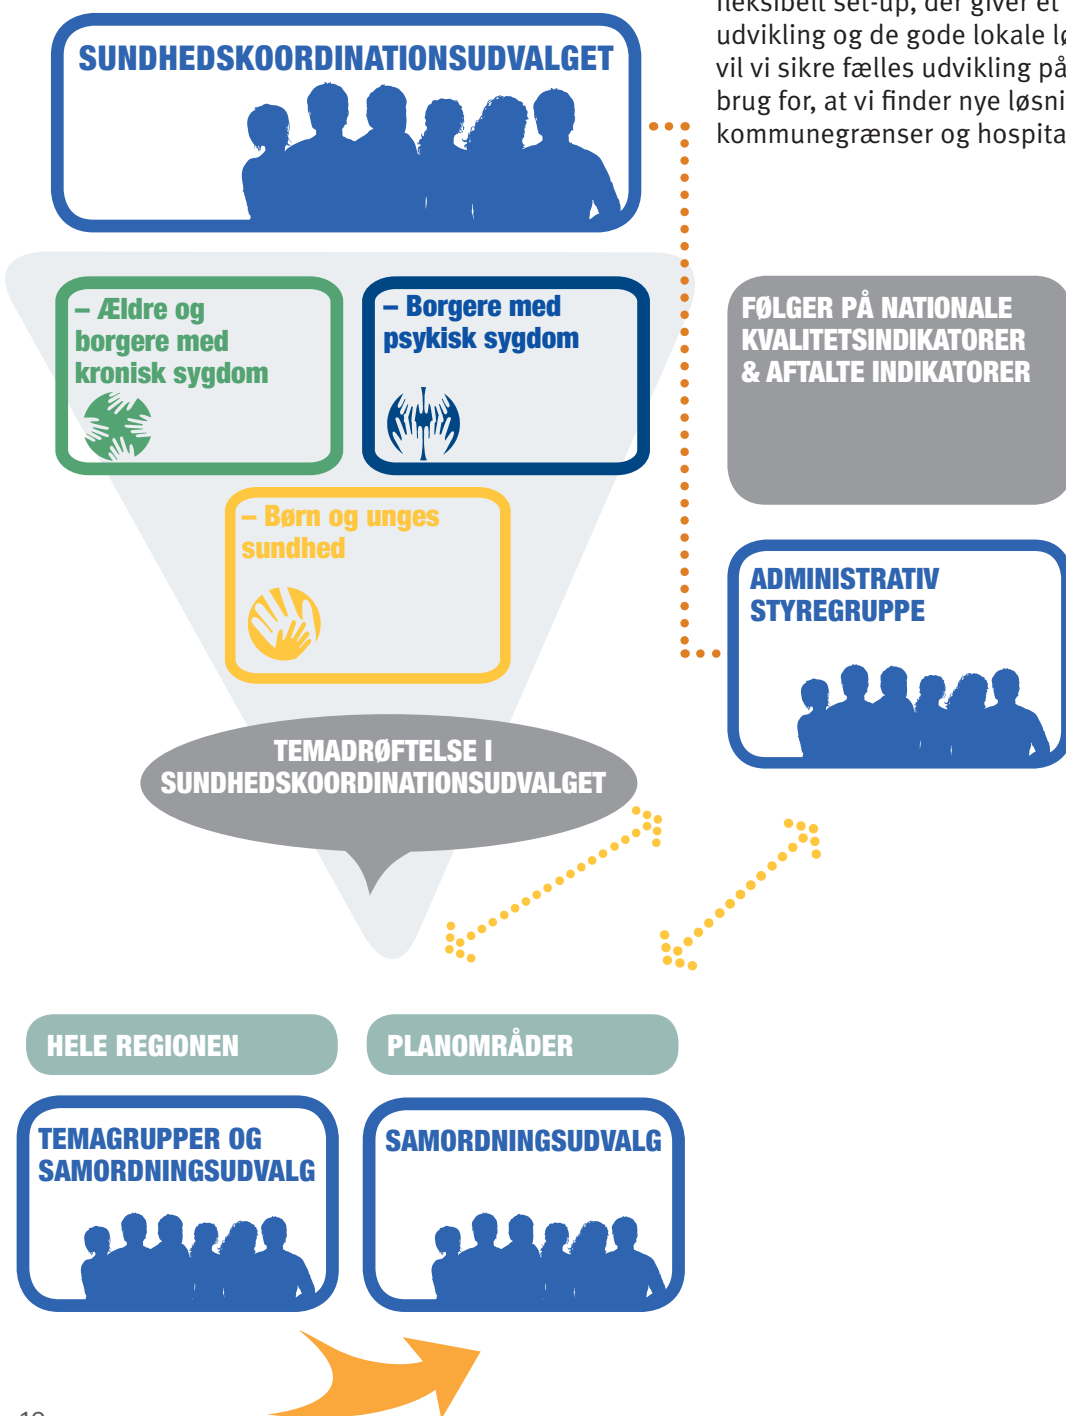 fleksibelt set-up, der giver et
udvikling og de gode lokale
vil vi sikre fælles udvikling på
brug for, at vi finder nye
kommunegrænser og
SUNDHEDSKOORDINATIONSUDVALGET
– Ældre og
borgere med
kronisk sygdom
– Borgere med
psykisk sygdom
– Børn og unges
sundhed
FØLGER PÅ NATIONALE
KVALITETSINDIKATORER
& AFTALTE INDIKATORER
ADMINISTRATIV
STYREGRUPPE
TEMADRØFTELSE I
SUNDHEDSKOORDINATIONSUDVALGET
HELE REGIONEN
PLANOMRÅDER
TEMAGRUPPER OG
SAMORDNINGSUDVALG
SAMORDNINGSUDVALG